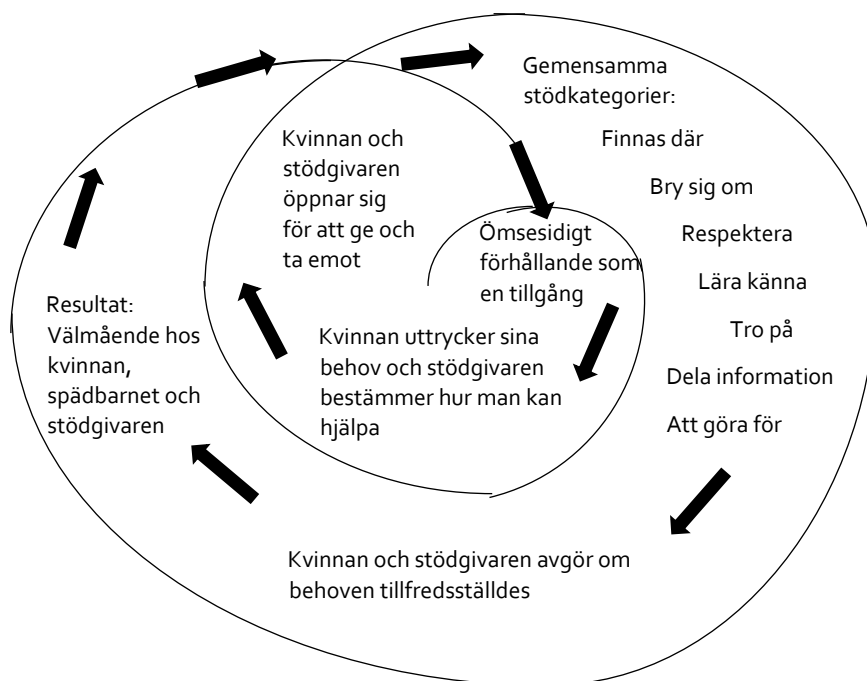 Gemensamma
stödkategorier:
Finnas där
Bry sig om
Respektera
Lära känna
Tro på
Dela information
Att göra för
Kvinnan och
stödgivaren
öppnar sig
för att ge och
ta emot
Ömsesidigt
förhållande som
en tillgång
Kvinnan uttrycker sina
behov och stödgivaren
bestämmer hur man kan
hjälpa
Resultat:
Välmående hos
kvinnan,
spädbarnet och
stödgivaren
Kvinnan och stödgivaren avgör om
behoven tillfredsställdes